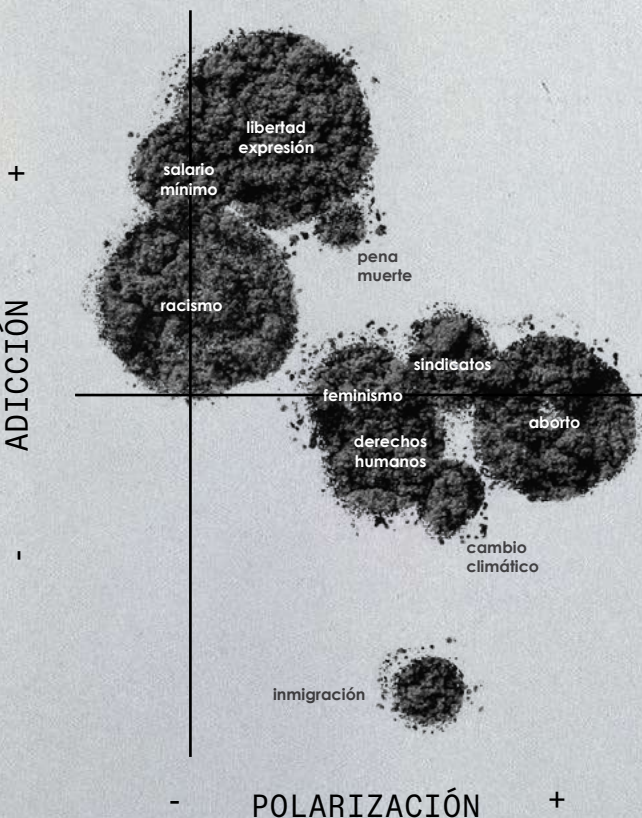 libertad
expresión
salario
mínimo
pena
muerte
racismo
sindicatos
feminismo
aborto
derechos
humanos
cambio
climático
inmigración
- ADICCIÓN +
- POLARIZACIÓN +